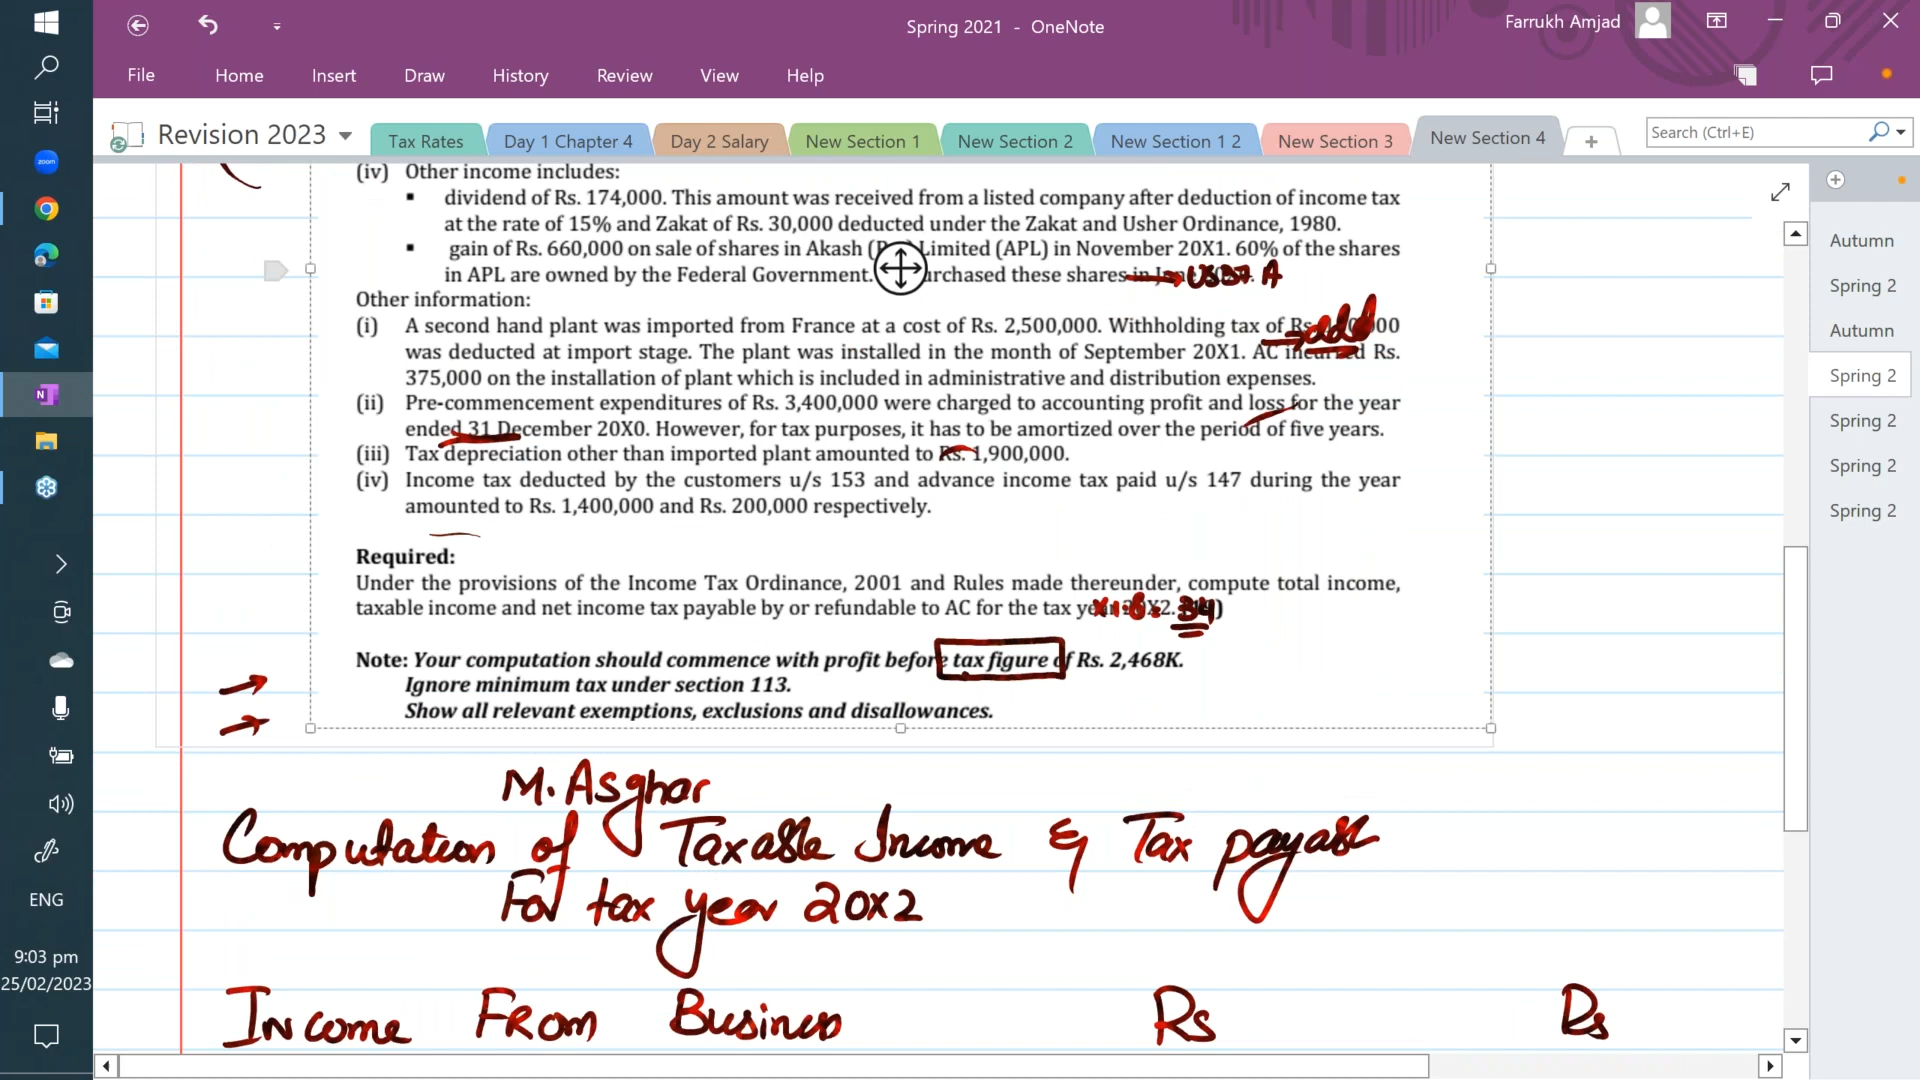 Spring 2021 - OneNote
Farrukh Amjad
File Home Insert Draw History Review View Help
Revision 2023
Tax Rates
Day 1 Chapter 4
Day 2 Salary
New Section 1
New Section 2
New Section 1 2
New Section 3
New Section 4
Search (Ctrl+E)
Autumn
Spring 2
Autumn
Spring 2
Spring 2
Spring 2
Spring 2
zoom
(iv) Other income includes:
▪ dividend of Rs. 174,000. This amount was received from a listed company after deduction of income tax
at the rate of 15% and Zakat of Rs. 30,000 deducted under the Zakat and Usher Ordinance, 1980.
▪ gain of Rs. 660,000 on sale of shares in Akash Limited (APL) in November 20X1. 60% of the shares
in APL are owned by the Federal Government. these shares in
US37 A
Other information:
(i) A second hand plant was imported from France at a cost of Rs. 2,500,000. Withholding tax of
add
was deducted at import stage. The plant was installed in the month of September 20X1. AC incurred Rs.
375,000 on the installation of plant which is included in administrative and distribution expenses.
(ii) Pre-commencement expenditures of Rs. 3,400,000 were charged to accounting profit and loss for the year
ended 31 December 20X0. However, for tax purposes, it has to be amortized over the period of five years.
(iii) Tax depreciation other than imported plant amounted to Rs. 1,900,000.
(iv) Income tax deducted by the customers u/s 153 and advance income tax paid u/s 147 during the year
amounted to Rs. 1,400,000 and Rs. 200,000 respectively.
Required:
Under the provisions of the Income Tax Ordinance, 2001 and Rules made thereunder, compute total income,
taxable income and net income tax payable by or refundable to AC for the tax year 20X2.
Note: Your computation should commence with profit before tax figure of Rs. 2,468K.
Ignore minimum tax under section 113.
Show all relevant exemptions, exclusions and disallowances.
M. Asghar
Computation of Taxable Income & Tax payable
For tax year 20X2
Income From Business Rs Rs
ENG
9:03 pm
25/02/2023